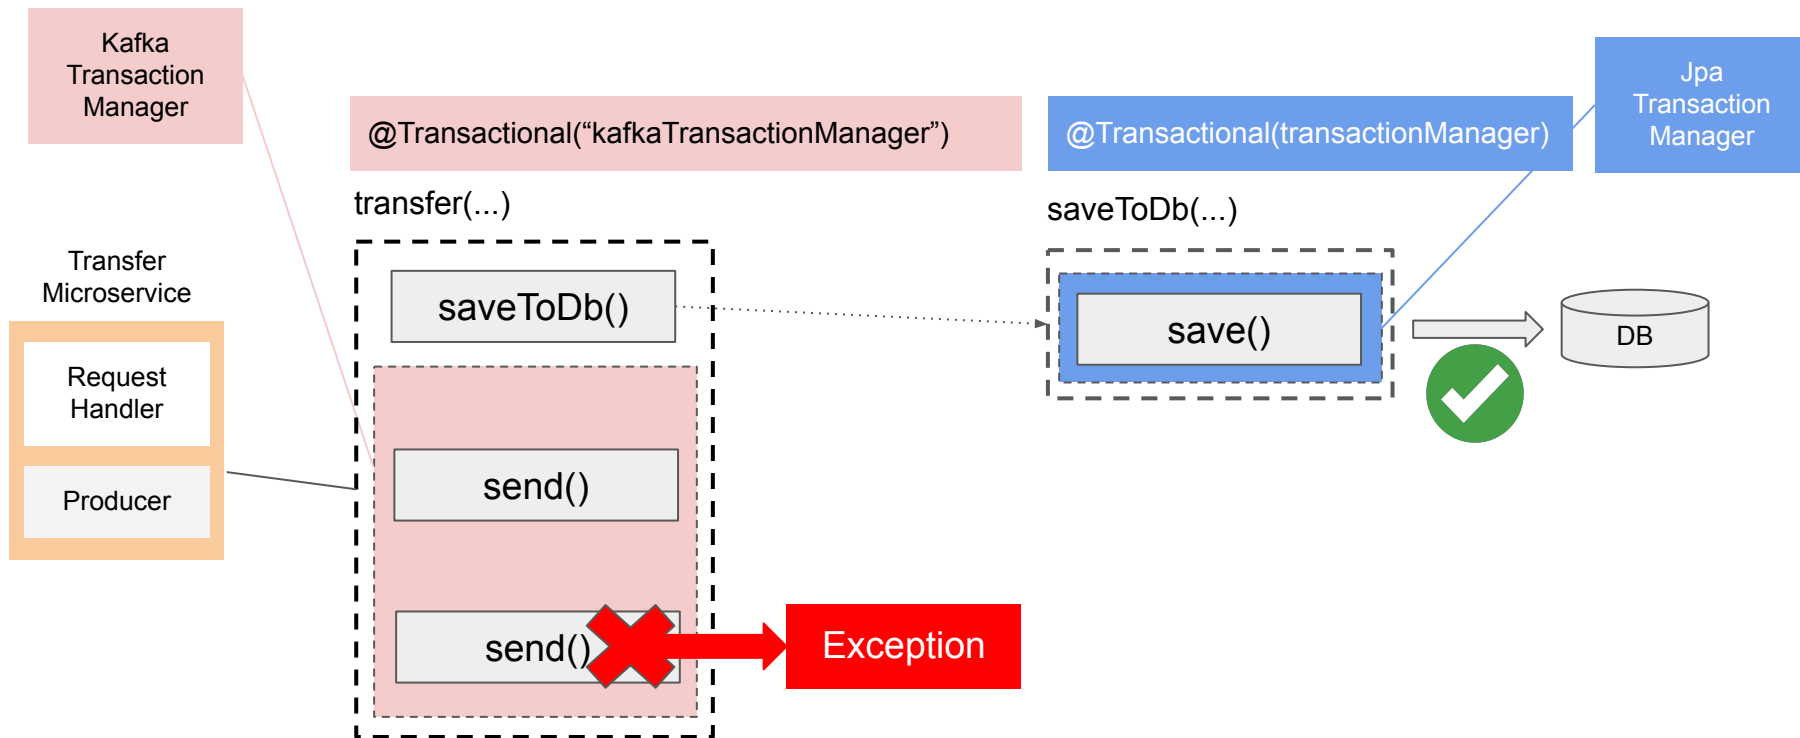 Kafka
Transaction
Manager
@Transactional(“kafkaTransactionManager”)
@Transactional(transactionManager)
Jpa
Transaction
Manager
transfer(...)
saveToDb(...)
Transfer
Microservice
saveToDb()
save()
DB
Request
Handler
send()
Producer
send()
Exception